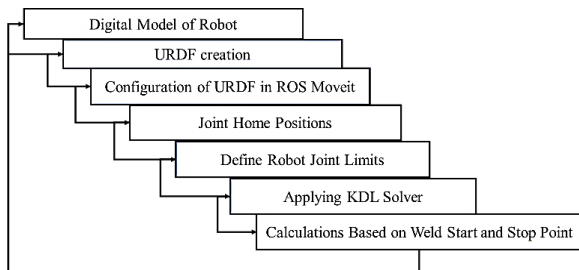 Digital Model of Robot
URDF creation
Configuration of URDF in ROS Moveit
Joint Home Positions
Define Robot Joint Limits
Applying KDL Solver
Calculations Based on Weld Start and Stop Point